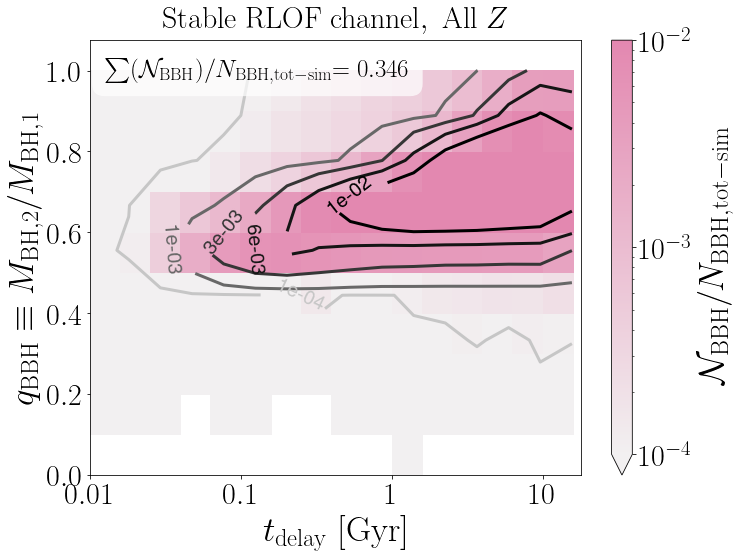 Stable RLOF channel, All Z
∑(𝒩BBH)/NBBH,tot−sim= 0.346
1.0
0.8
0.6
0.4
0.2
0.0
0.01
0.1
1
10
tdelay [Gyr]
qBBH ≡ MBH,2/MBH,1
1e-02
3e-03
6e-03
1e-03
1e-04
10−2
10−3
10−4
𝒩BBH/NBBH,tot−sim